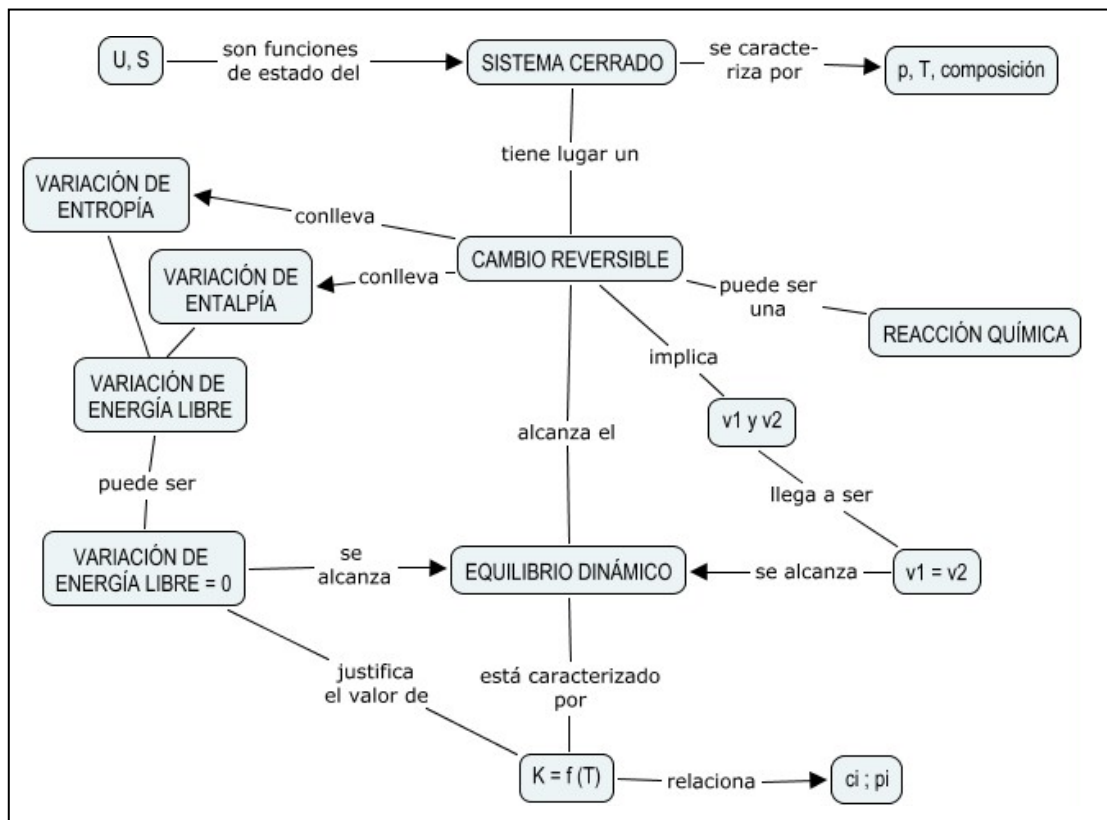 U, S
son funciones
de estado del
SISTEMA CERRADO
se caracte-
riza por
p, T, composición
tiene lugar un
VARIACIÓN DE
ENTROPÍA
conlleva
CAMBIO REVERSIBLE
VARIACIÓN DE
ENTALPÍA
conlleva
puede ser
una
REACCIÓN QUÍMICA
implica
VARIACIÓN DE
ENERGÍA LIBRE
v1 y v2
alcanza el
puede ser
llega a ser
VARIACIÓN DE
ENERGÍA LIBRE = 0
se
alcanza
EQUILIBRIO DINÁMICO
se alcanza
v1 = v2
justifica
el valor de
está caracterizado
por
K = f (T)
relaciona
ci ; pi